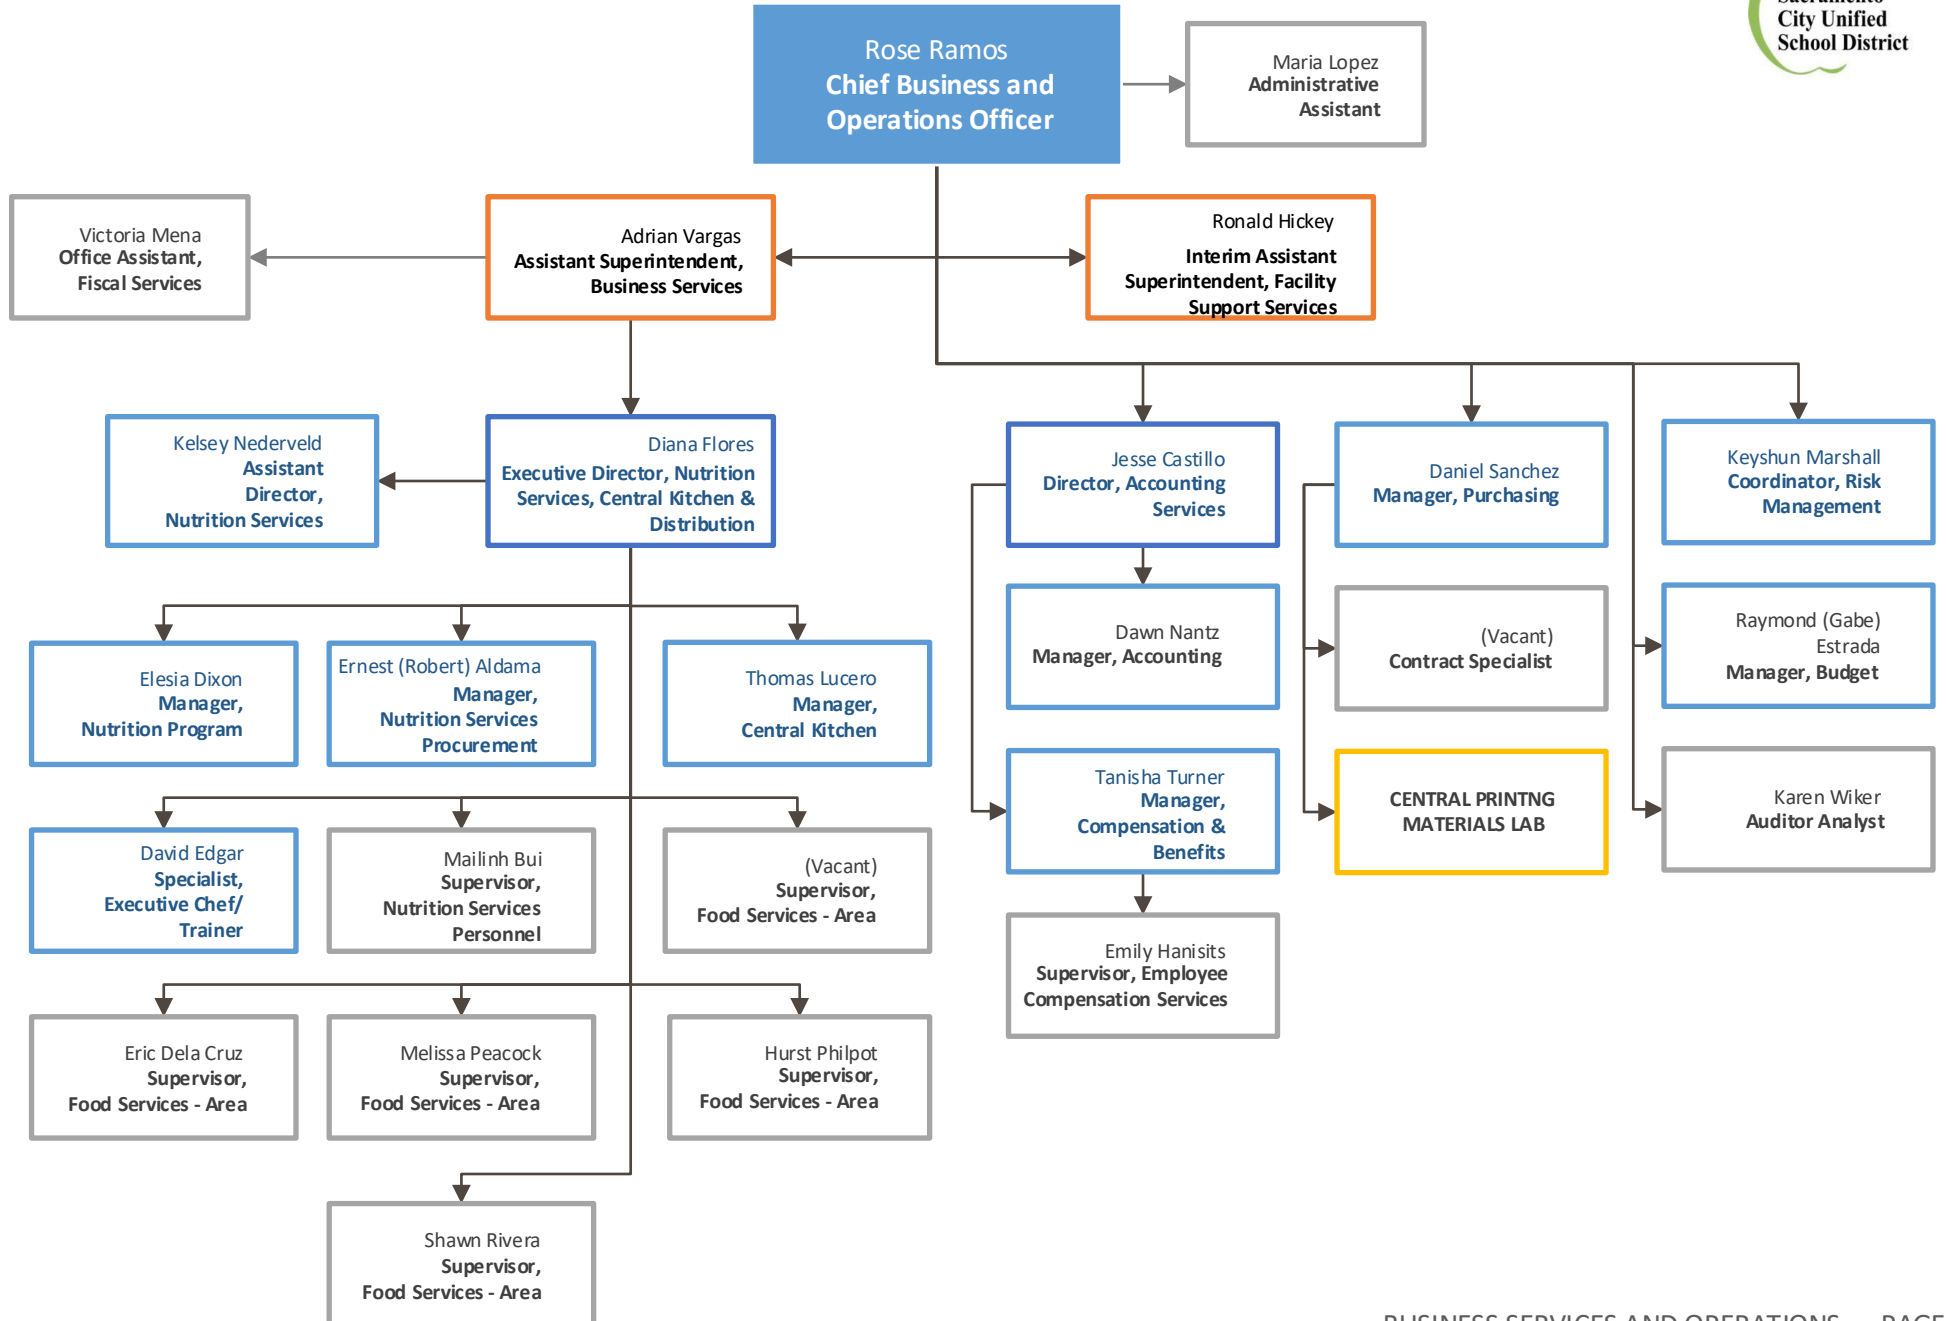 Sacramento
City Unified
School District
Rose Ramos
Chief Business and
Operations Officer
Maria Lopez
Administrative
Assistant
Victoria Mena
Office Assistant,
Fiscal Services
Adrian Vargas
Assistant Superintendent,
Business Services
Ronald Hickey
Interim Assistant
Superintendent, Facility
Support Services
Kelsey Nederveld
Assistant
Director,
Nutrition Services
Diana Flores
Executive Director, Nutrition
Services, Central Kitchen &
Distribution
Jesse Castillo
Director, Accounting
Services
Daniel Sanchez
Manager, Purchasing
Keyshun Marshall
Coordinator, Risk
Management
Elesia Dixon
Manager,
Nutrition Program
Ernest (Robert) Aldama
Manager,
Nutrition Services
Procurement
Thomas Lucero
Manager,
Central Kitchen
Dawn Nantz
Manager, Accounting
(Vacant)
Contract Specialist
Raymond (Gabe)
Estrada
Manager, Budget
David Edgar
Specialist,
Executive Chef/
Trainer
Mailinh Bui
Supervisor,
Nutrition Services
Personnel
(Vacant)
Supervisor,
Food Services - Area
Tanisha Turner
Manager,
Compensation &
Benefits
CENTRAL PRINTNG
MATERIALS LAB
Karen Wiker
Auditor Analyst
Emily Hanisits
Supervisor, Employee
Compensation Services
Eric Dela Cruz
Supervisor,
Food Services - Area
Melissa Peacock
Supervisor,
Food Services - Area
Hurst Philpot
Supervisor,
Food Services - Area
Shawn Rivera
Supervisor,
Food Services - Area
BUSINESS SERVICES AND OPERATIONS PAGE